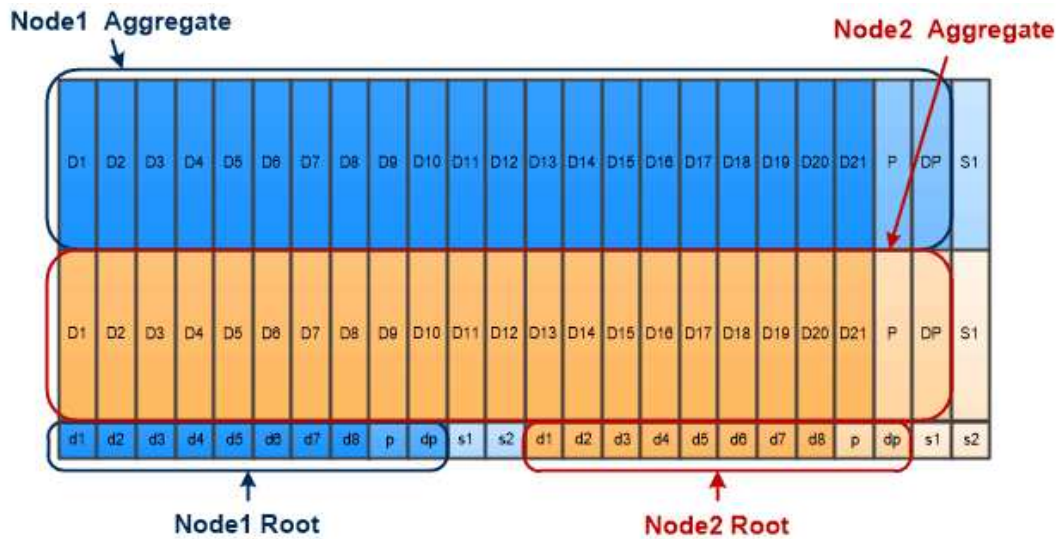 Node1 Aggregate
Node2 Aggregate
D1 D2 D3 D4 D5 D6 D7 D8 D9 D10 D11 D12 D13 D14 D15 D16 D17 D18 D19 D20 D21 P DP S1
D1 D2 D3 D4 D5 D6 D7 D8 D9 D10 D11 D12 D13 D14 D15 D16 D17 D18 D19 D20 D21 P DP S1
d1 d2 d3 d4 d5 d6 d7 d8 p dp s1 s2 d1 d2 d3 d4 d5 d6 d7 d8 p dp s1 s2
Node1 Root
Node2 Root